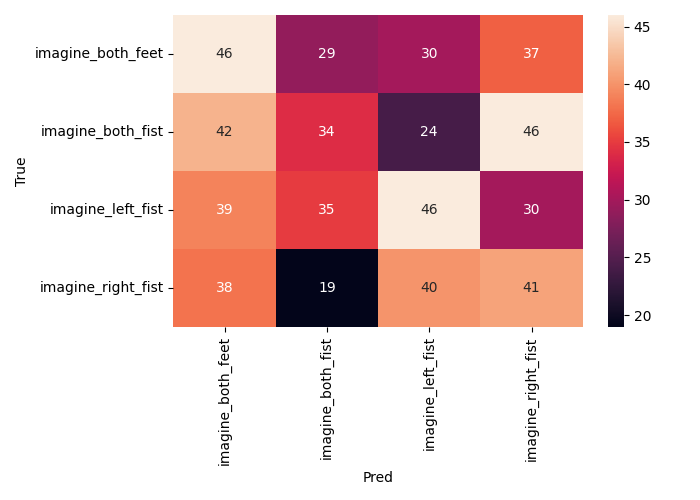 imagine_both_feet 46 29 30 37
imagine_both_fist 42 34 24 46
imagine_left_fist 39 35 46 30
imagine_right_fist 38 19 40 41
True
imagine_both_feet imagine_both_fist imagine_left_fist imagine_right_fist
Pred
45
40
35
30
25
20